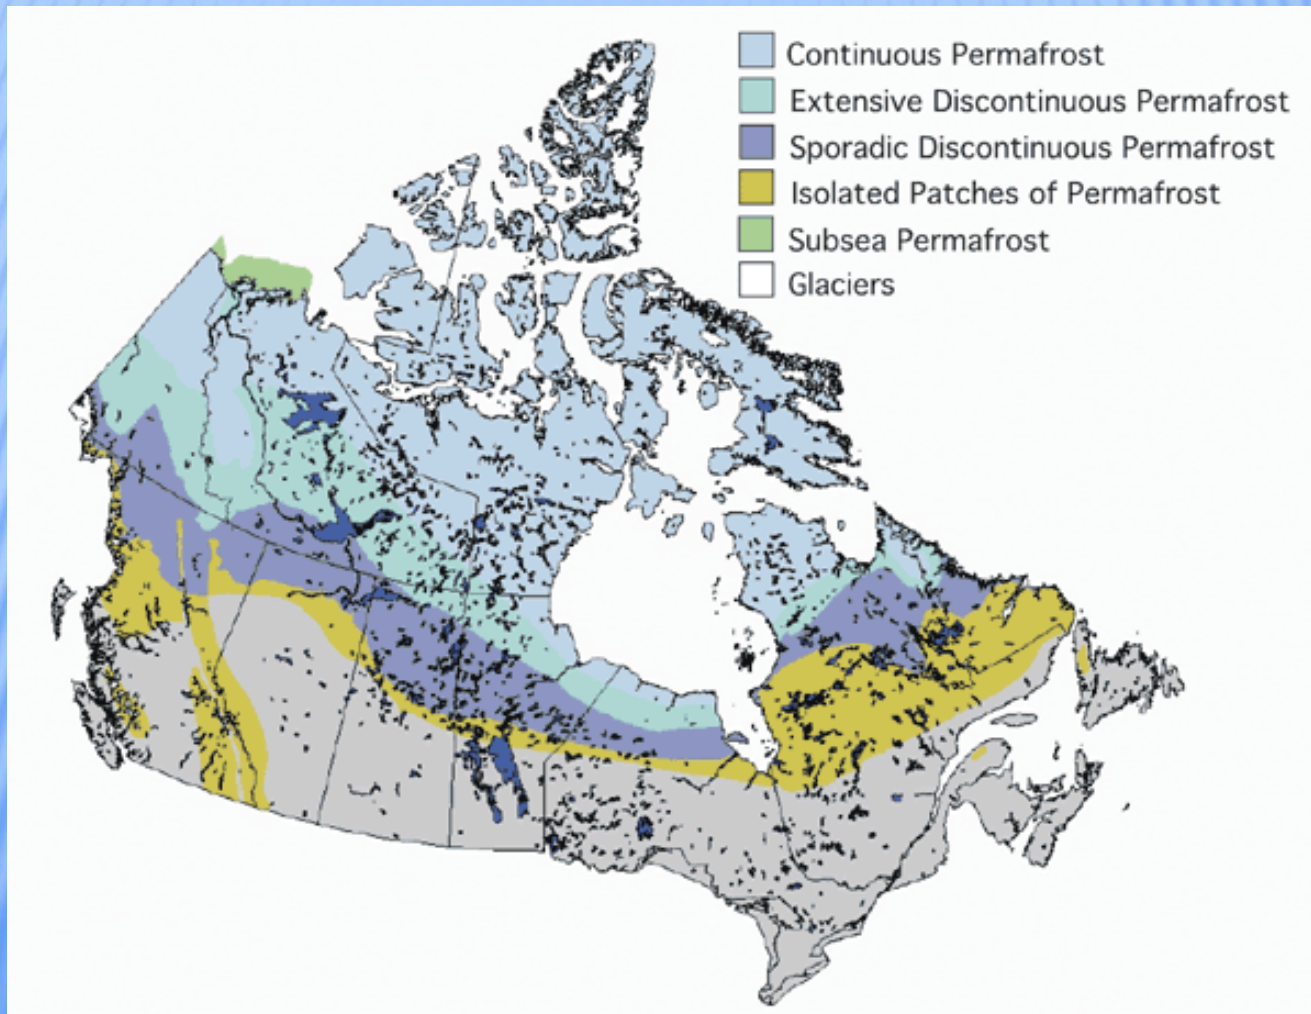 Continuous Permafrost
Extensive Discontinuous Permafrost
Sporadic Discontinuous Permafrost
Isolated Patches of Permafrost
Subsea Permafrost
Glaciers